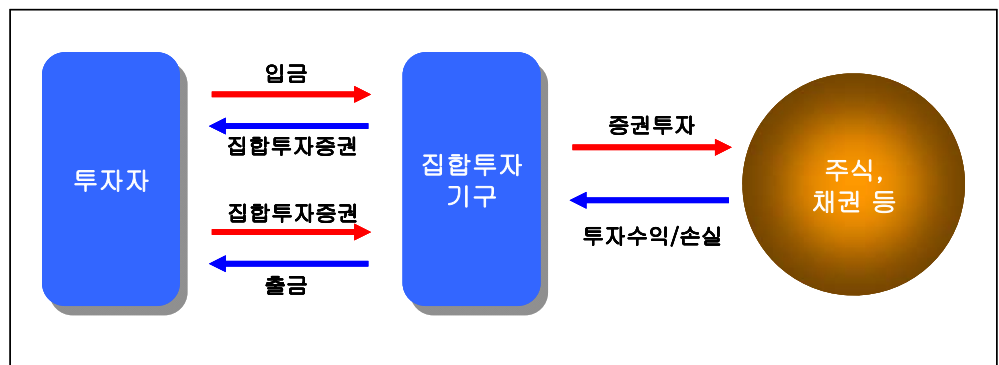 투자자
입금
집합투자증권
집합투자증권
출금
집합투자
기구
증권투자
투자수익/손실
주식,
채권 등